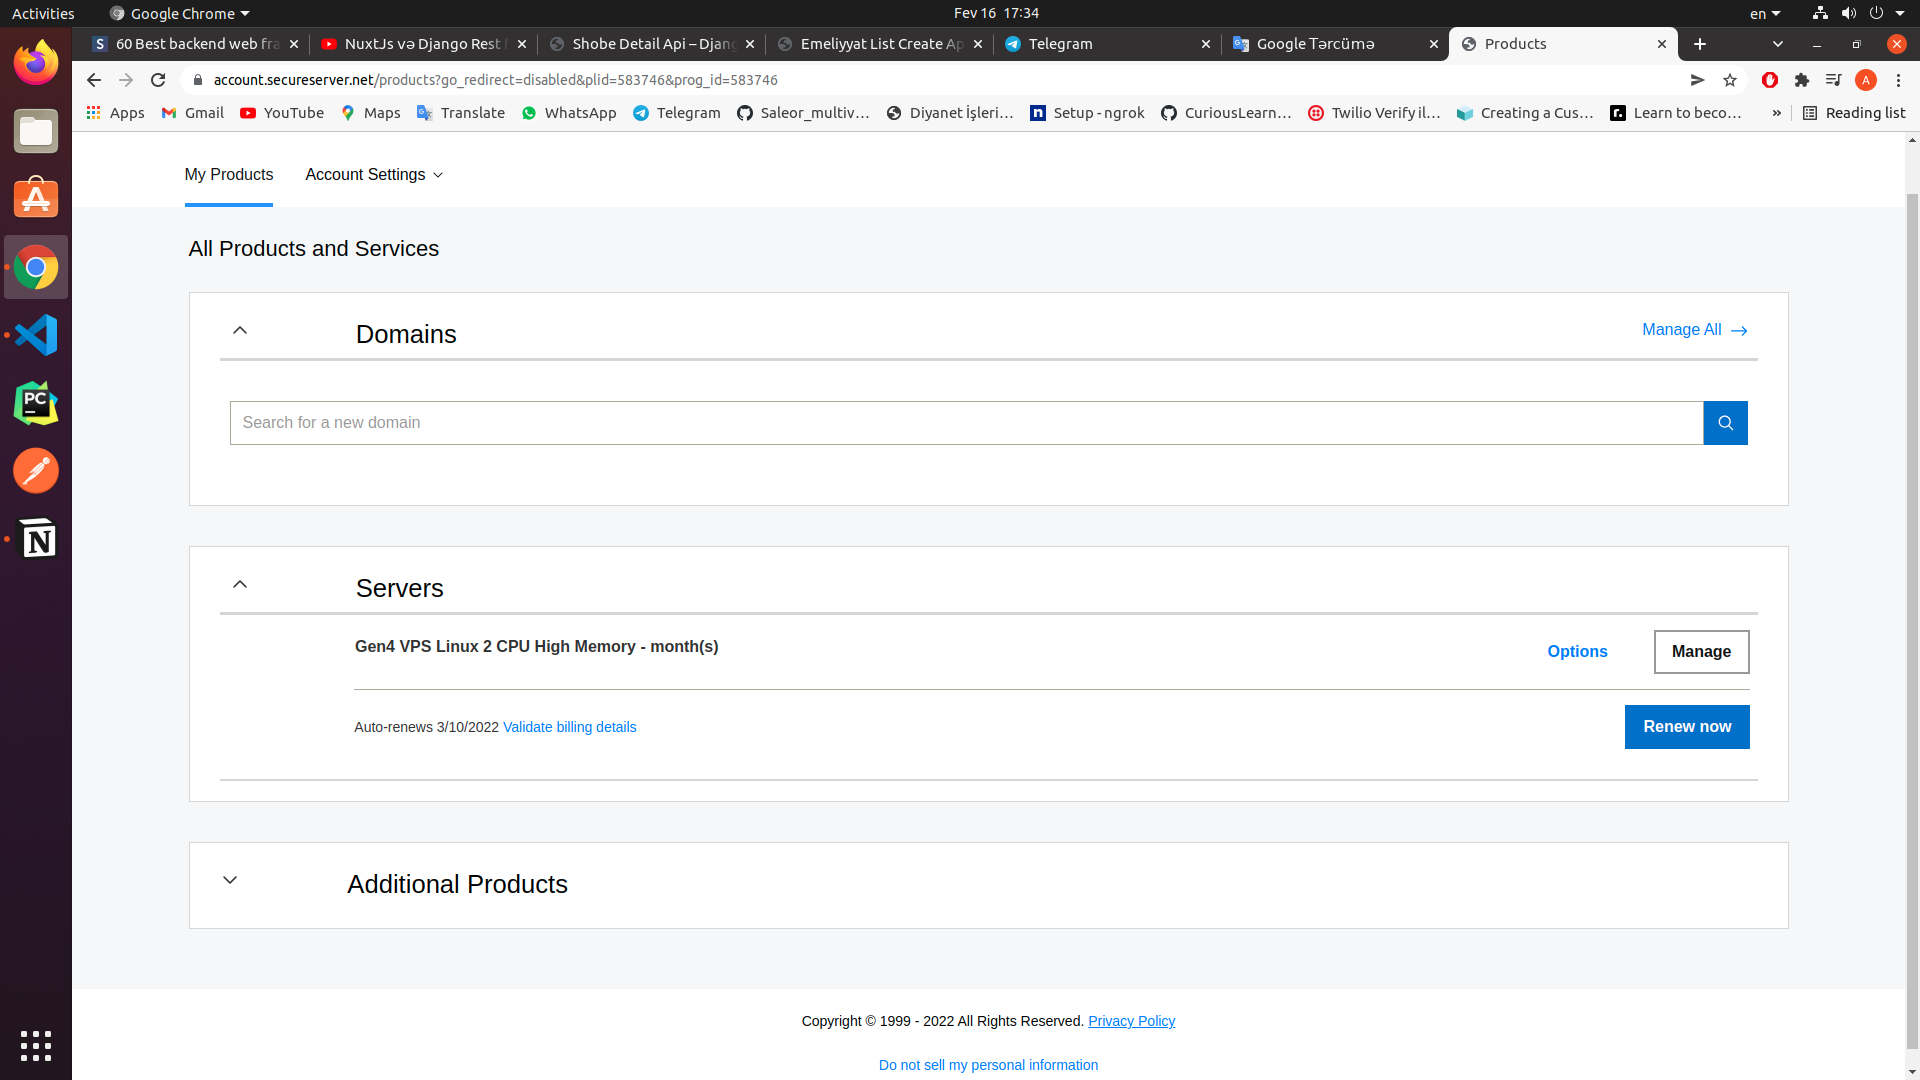 Activities
Google Chrome
Fev 16 17:34
en
60 Best backend web fra
NuxtJs və Django Rest f
Shobe Detail Api – Djang
Emeliyyat List Create Ap
Telegram
Google Tərcümə
Products
account.secureserver.net/products?go_redirect=disabled&plid=583746&prog_id=583746
A
Apps
Gmail
YouTube
Maps
Translate
WhatsApp
Telegram
Saleor_multiv…
Diyanet İşleri…
Setup - ngrok
CuriousLearn…
Twilio Verify il…
Creating a Cus…
Learn to beco…
»
Reading list
My Products
Account Settings
All Products and Services
Domains
Manage All
Search for a new domain
Servers
Gen4 VPS Linux 2 CPU High Memory - month(s)
Options
Manage
Auto-renews 3/10/2022 Validate billing details
Renew now
Additional Products
Copyright © 1999 - 2022 All Rights Reserved. Privacy Policy
Do not sell my personal information